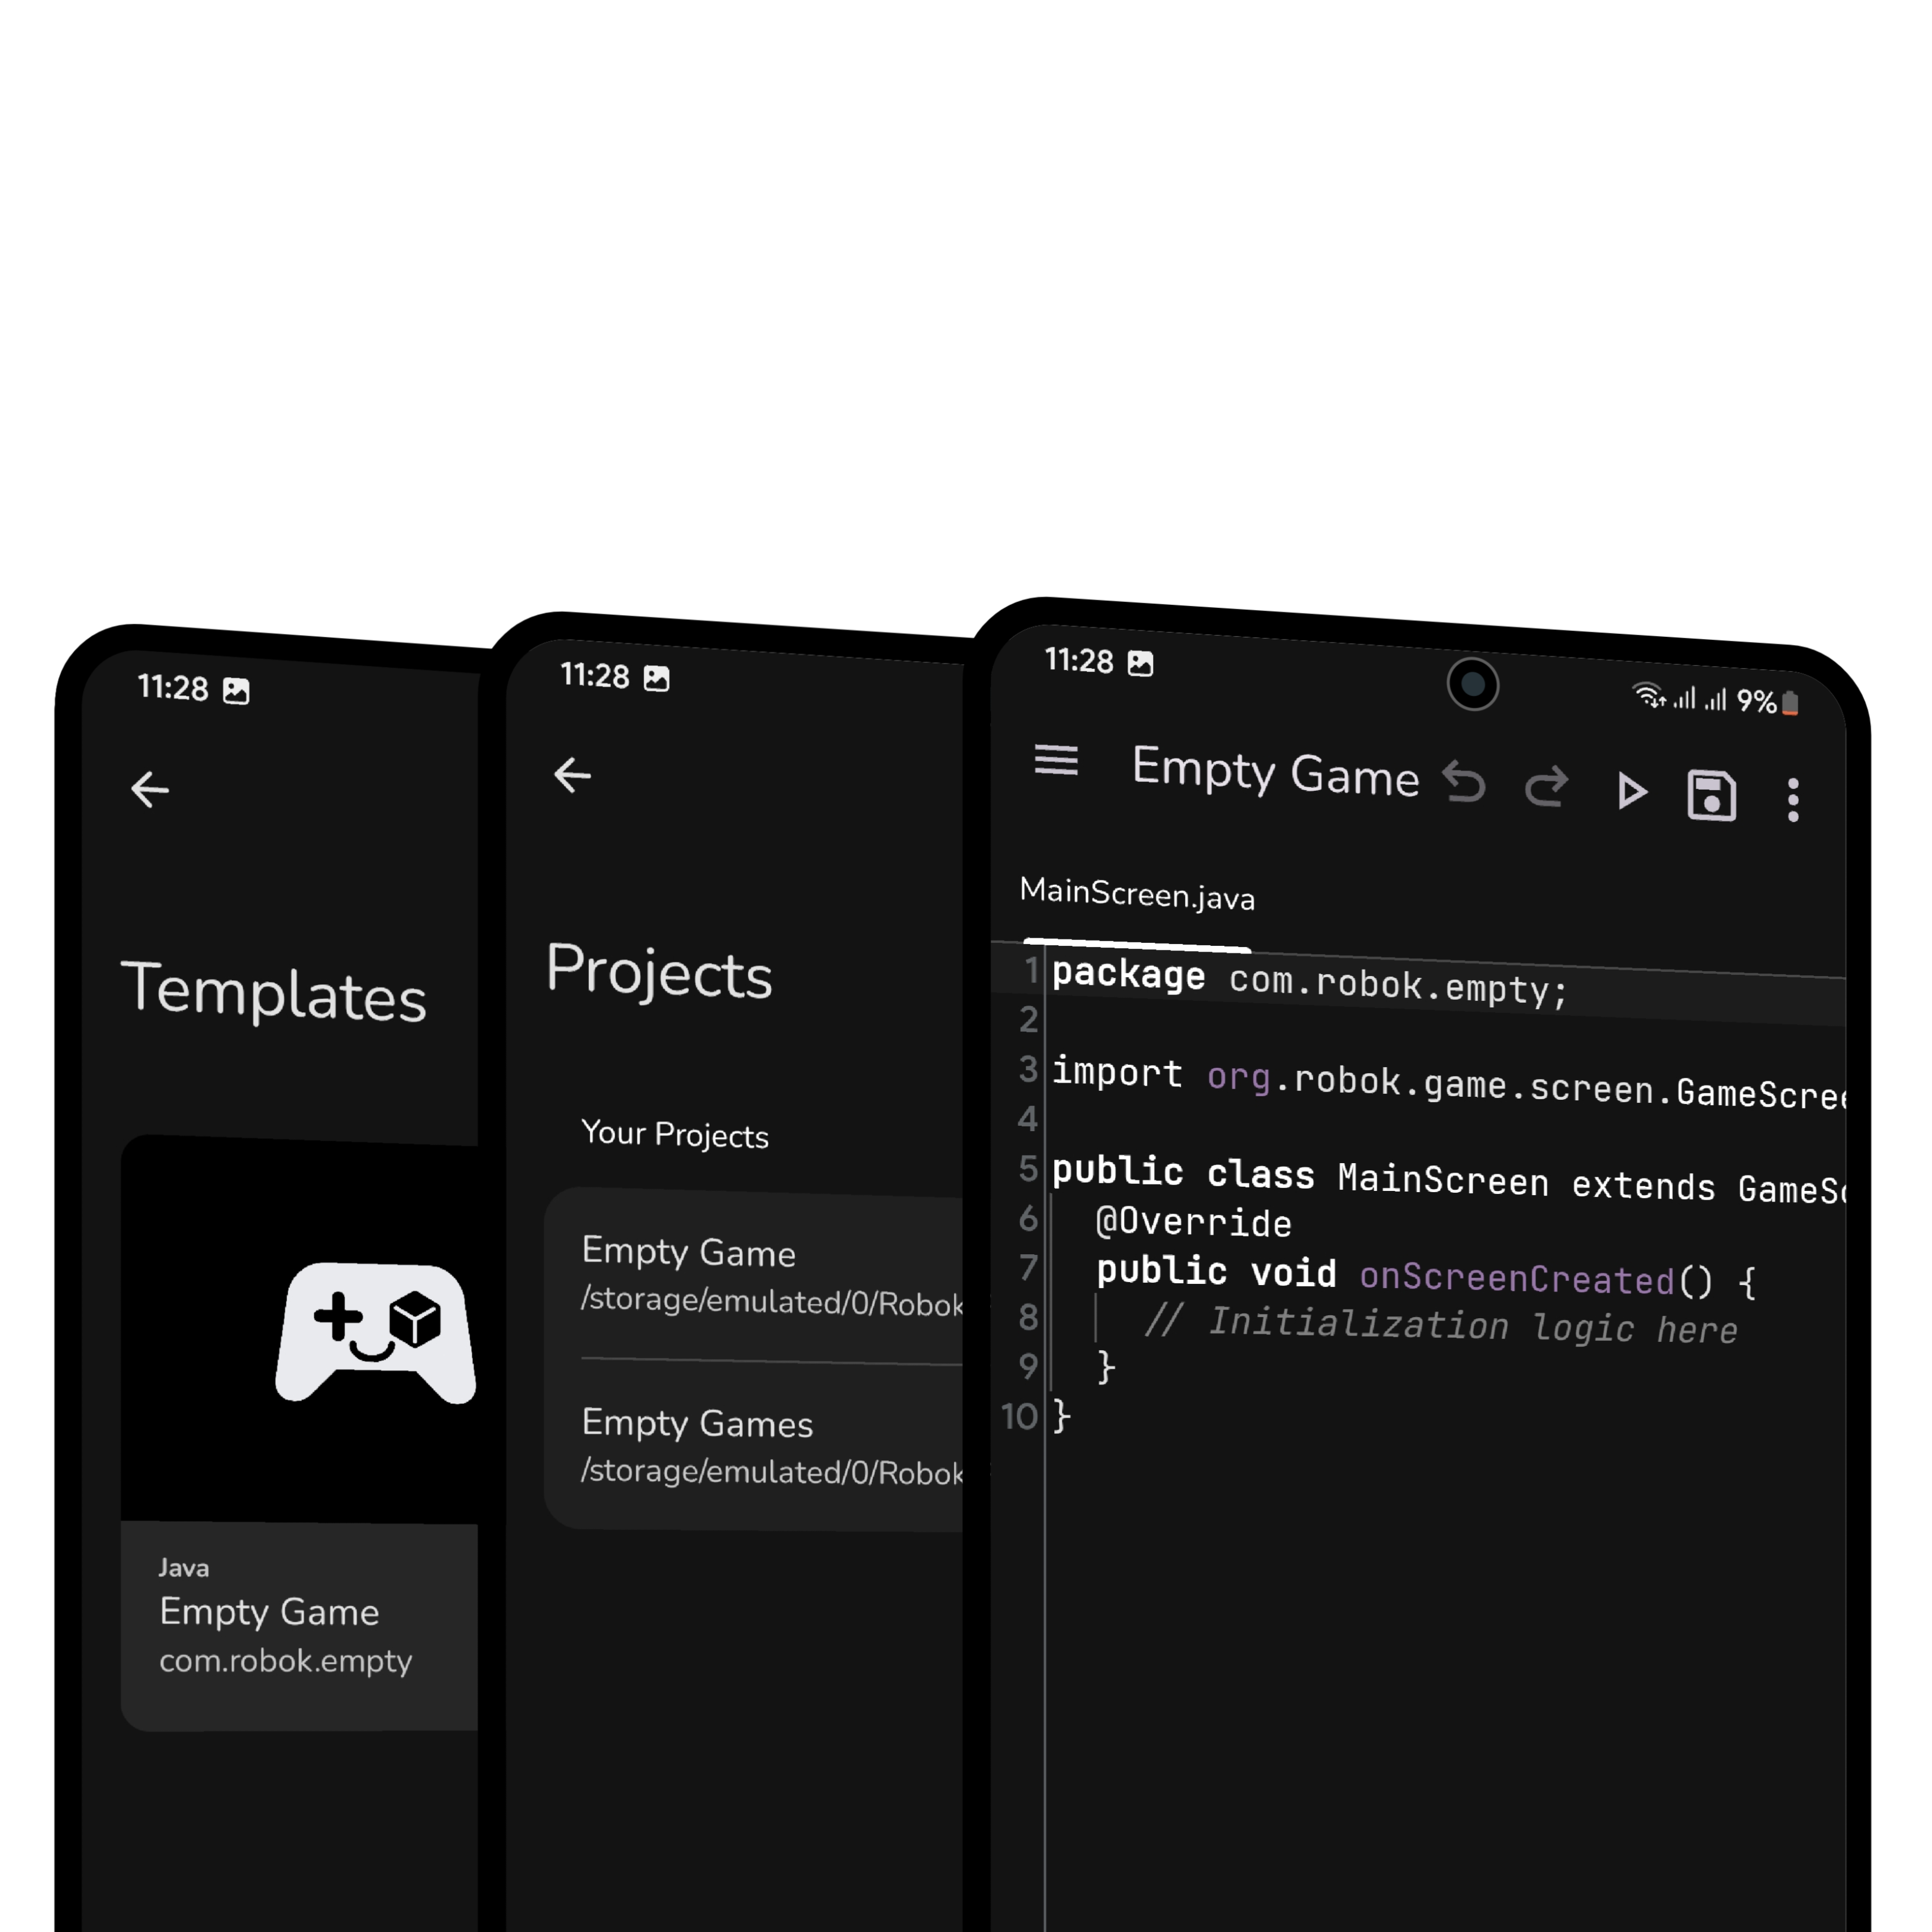 11:28
Templates
Java
Empty Game
com.robok.empty
11:28
Projects
Your Projects
Empty Game
/storage/emulated/0/Robok
Empty Games
/storage/emulated/0/Robok
11:28
9%
Empty Game
MainScreen.java
1 package com.robok.empty;
2
3 import org.robok.game.screen.GameScree
4
5 public class MainScreen extends GameSc
6 @Override
7 public void onScreenCreated() {
8 // Initialization logic here
9 }
10 }